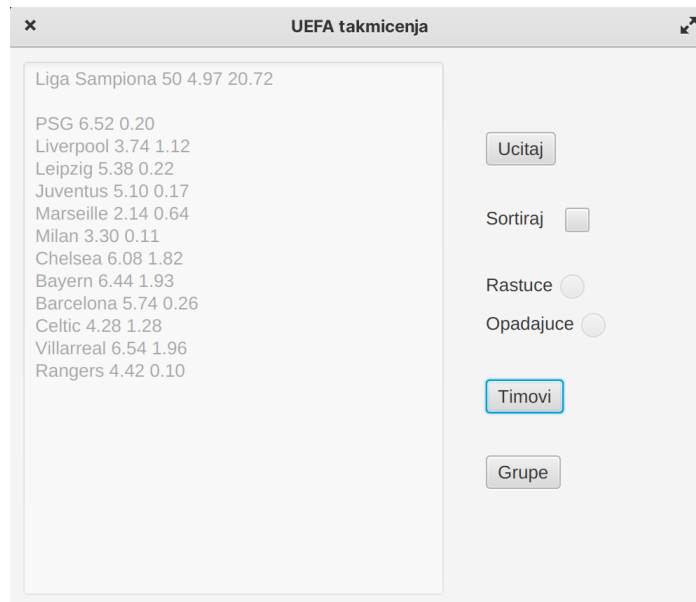 UEFA takmicenja
Liga Sampiona 50 4.97 20.72
PSG 6.52 0.20
Liverpool 3.74 1.12
Leipzig 5.38 0.22
Juventus 5.10 0.17
Marseille 2.14 0.64
Milan 3.30 0.11
Chelsea 6.08 1.82
Bayern 6.44 1.93
Barcelona 5.74 0.26
Celtic 4.28 1.28
Villarreal 6.54 1.96
Rangers 4.42 0.10
Ucitaj
Sortiraj
Rastuce
Opadajuce
Timovi
Grupe